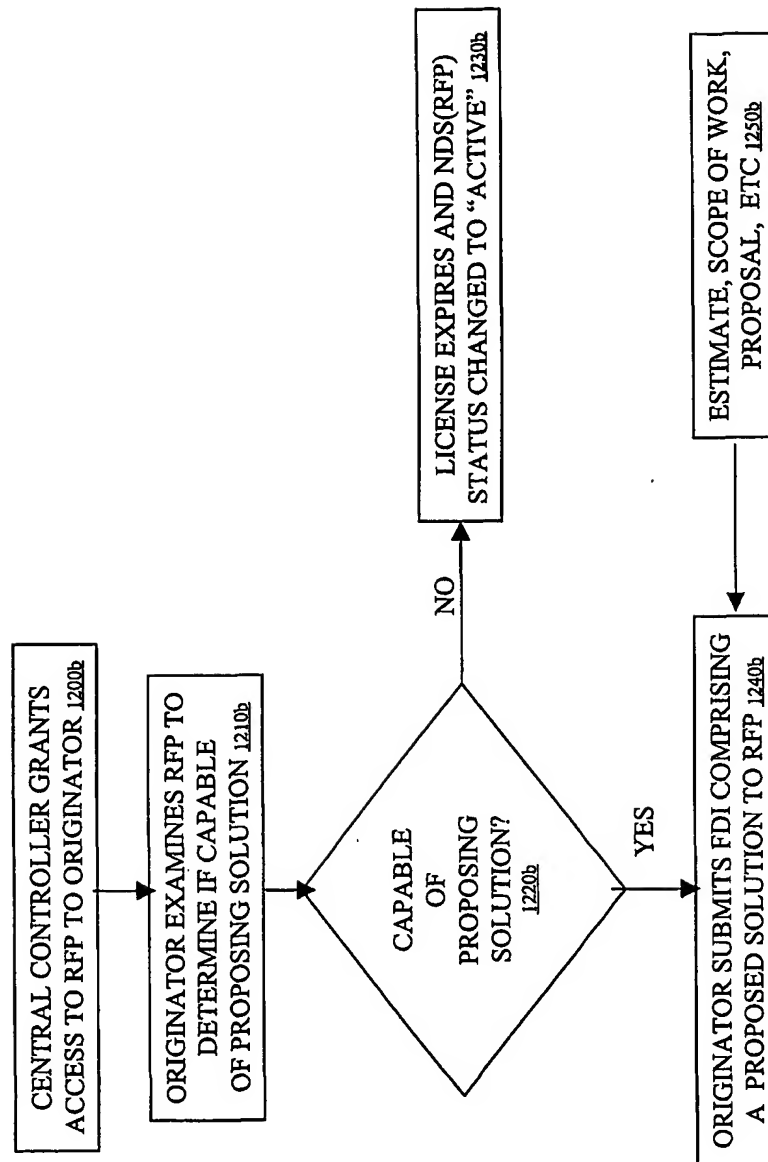 CENTRAL CONTROLLER GRANTS
ACCESS TO RFP TO ORIGINATOR 1200b
ORIGINATOR EXAMINES RFP TO
DETERMINE IF CAPABLE
OF PROPOSING SOLUTION 1210b
CAPABLE
OF
PROPOSING
SOLUTION?
1220b
NO
LICENSE EXPIRES AND NDS(RFP)
STATUS CHANGED TO "ACTIVE" 1230b
YES
ORIGINATOR SUBMITS FDI COMPRISING
A PROPOSED SOLUTION TO RFP 1240b
ESTIMATE, SCOPE OF WORK,
PROPOSAL, ETC 1250b